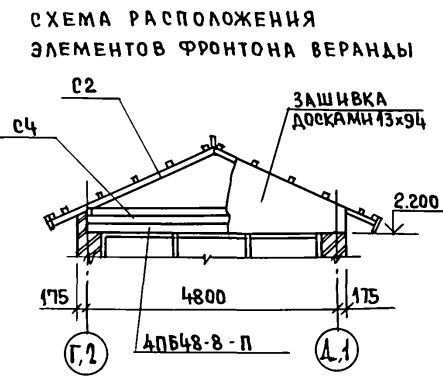 СХЕМА РАСПОЛОЖЕНИЯ
ЭЛЕМЕНТОВ ФРОНТОНА ВЕРАНДЫ
С2
ЗАШИВКА
ДОСКАМИ 13х94
С4
2.200
175
4800
175
Г,2
4ПБ48-8-П
Д,1